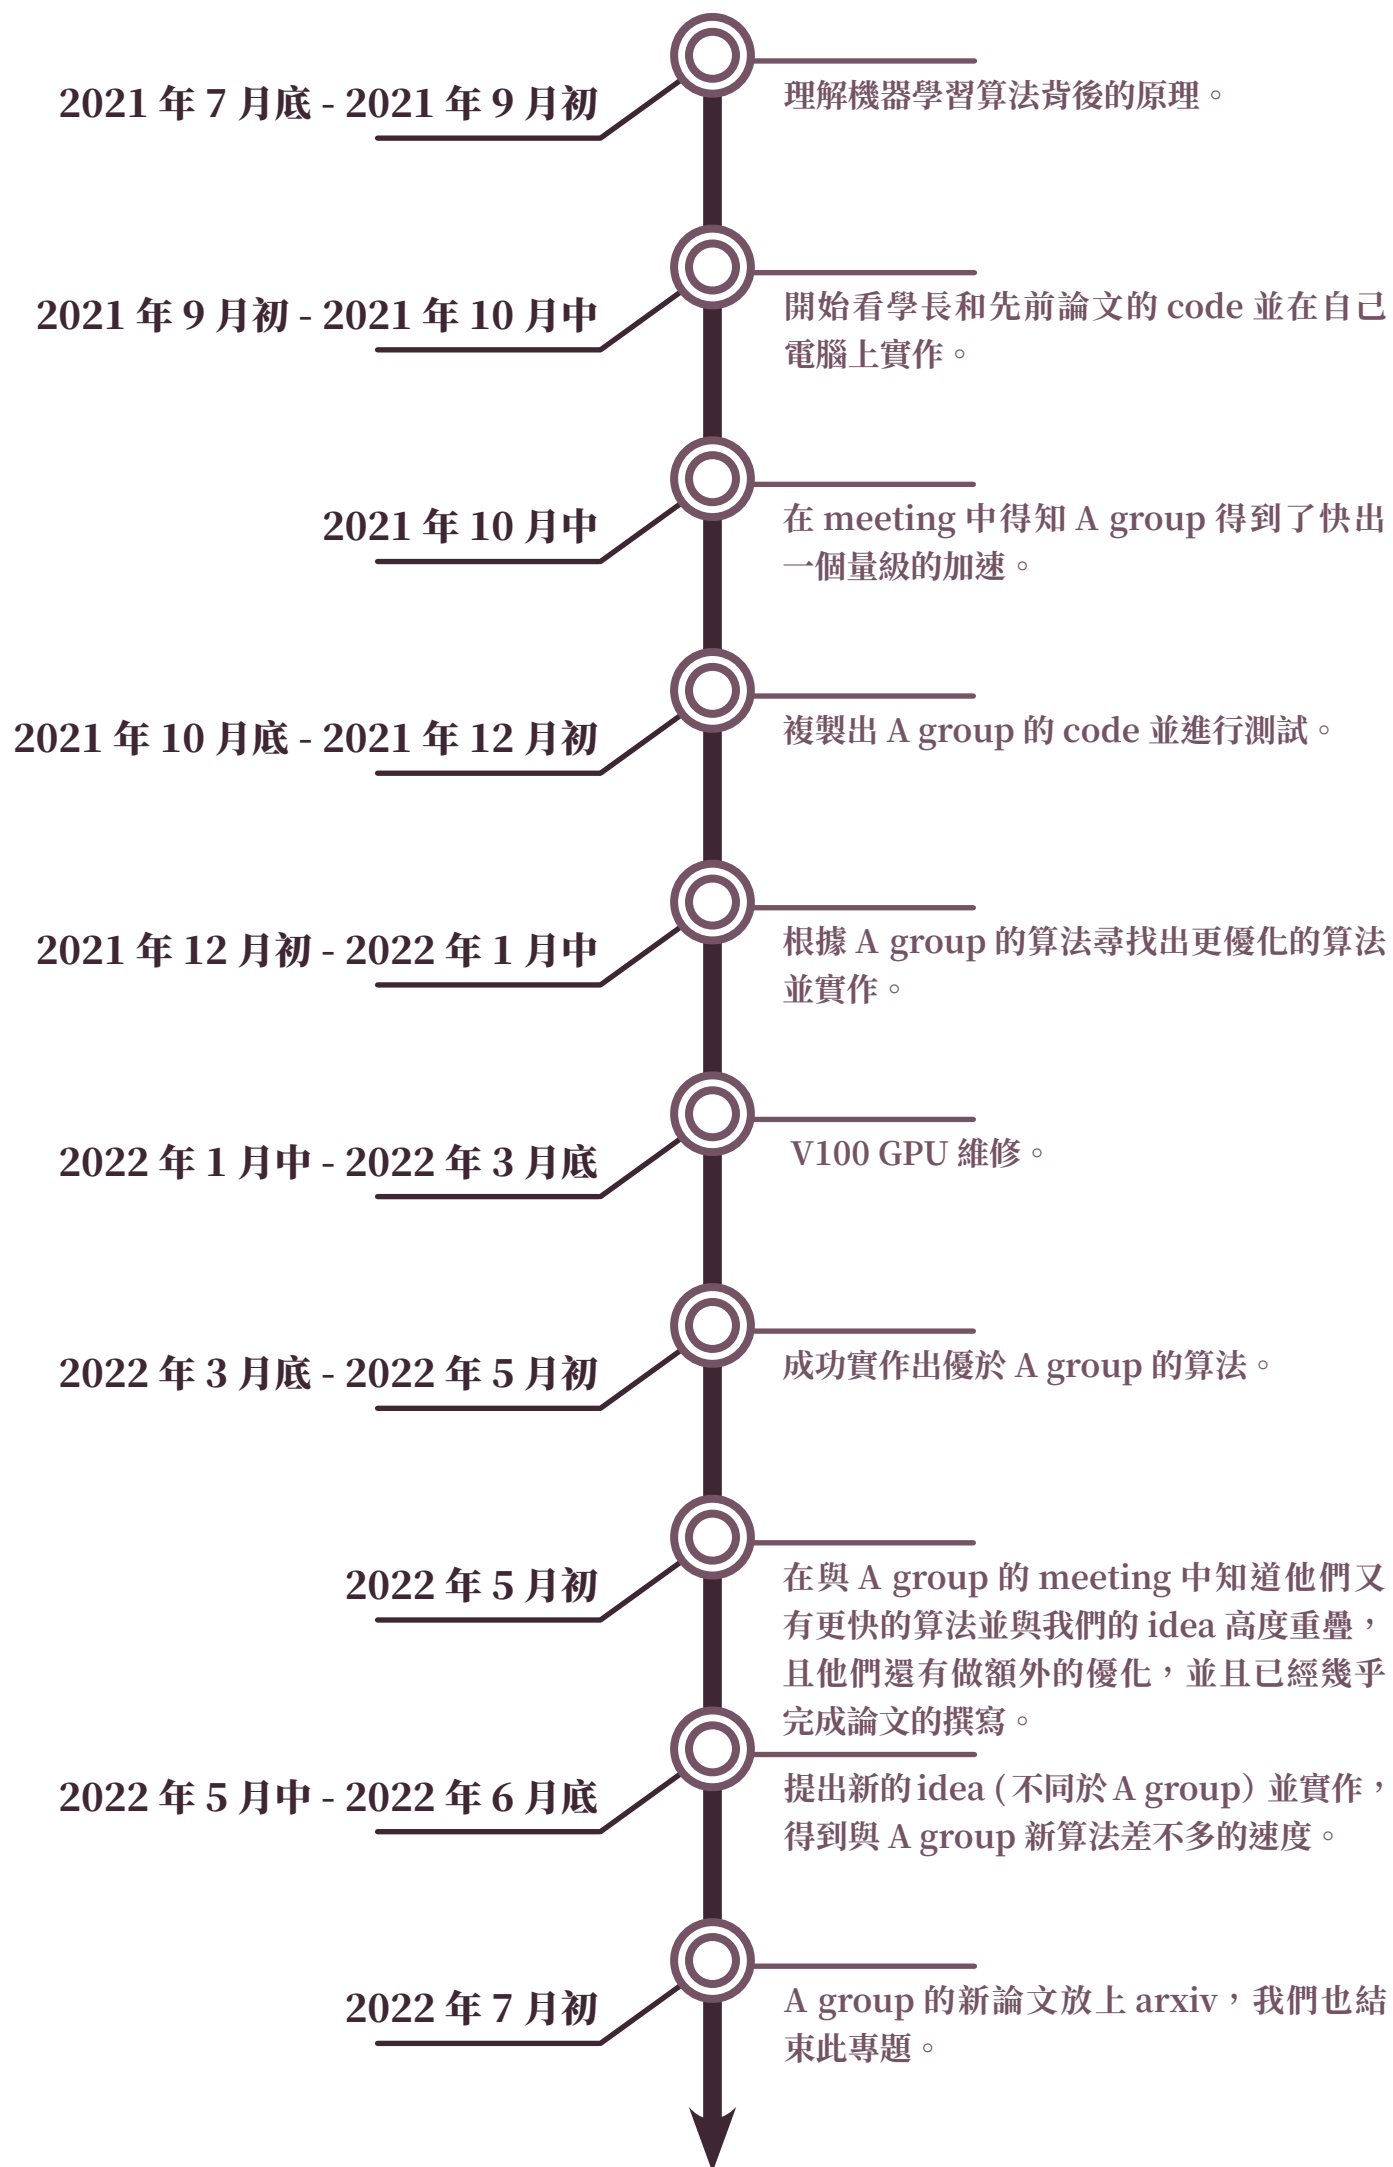 2021 年 7 月底 - 2021 年 9 月初
理解機器學習算法背後的原理。
2021 年 9 月初 - 2021 年 10 月中
開始看學長和先前論文的 code 並在自己
電腦上實作。
2021 年 10 月中
在 meeting 中得知 A group 得到了快出
一個量級的加速。
2021 年 10 月底 - 2021 年 12 月初
複製出 A group 的 code 並進行測試。
2021 年 12 月初 - 2022 年 1 月中
根據 A group 的算法尋找出更優化的算法
並實作。
2022 年 1 月中 - 2022 年 3 月底
V100 GPU 維修。
2022 年 3 月底 - 2022 年 5 月初
成功實作出優於 A group 的算法。
2022 年 5 月初
在與 A group 的 meeting 中知道他們又
有更快的算法並與我們的 idea 高度重疊，
且他們還有做額外的優化，並且已經幾乎
完成論文的撰寫。
2022 年 5 月中 - 2022 年 6 月底
提出新的 idea ( 不同於 A group) 並實作，
得到與 A group 新算法差不多的速度。
2022 年 7 月初
A group 的新論文放上 arxiv，我們也結
束此專題。